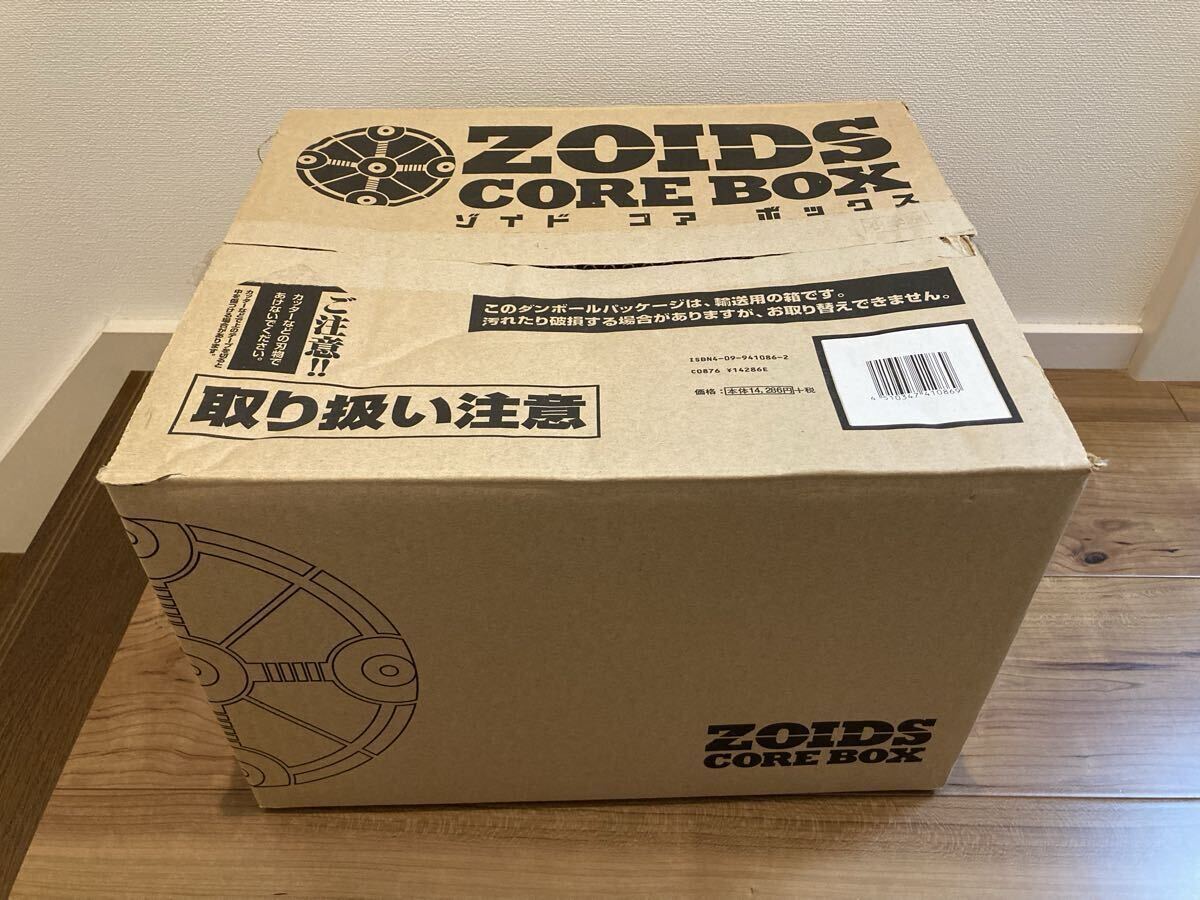 ZOIDS
CORE BOX
ゾイド コア ボックス
このダンボールパッケージは、輸送用の箱です。
汚れたり破損する場合がありますが、お取り替えできません。
ご注意!!
カッターなどの刃物で
あけないでください。
取り扱い注意
ISBN4-09-941086-2
C0876 ¥14286E
価格:本体14,286円+税
4 510347 410869
ZOIDS
CORE BOX